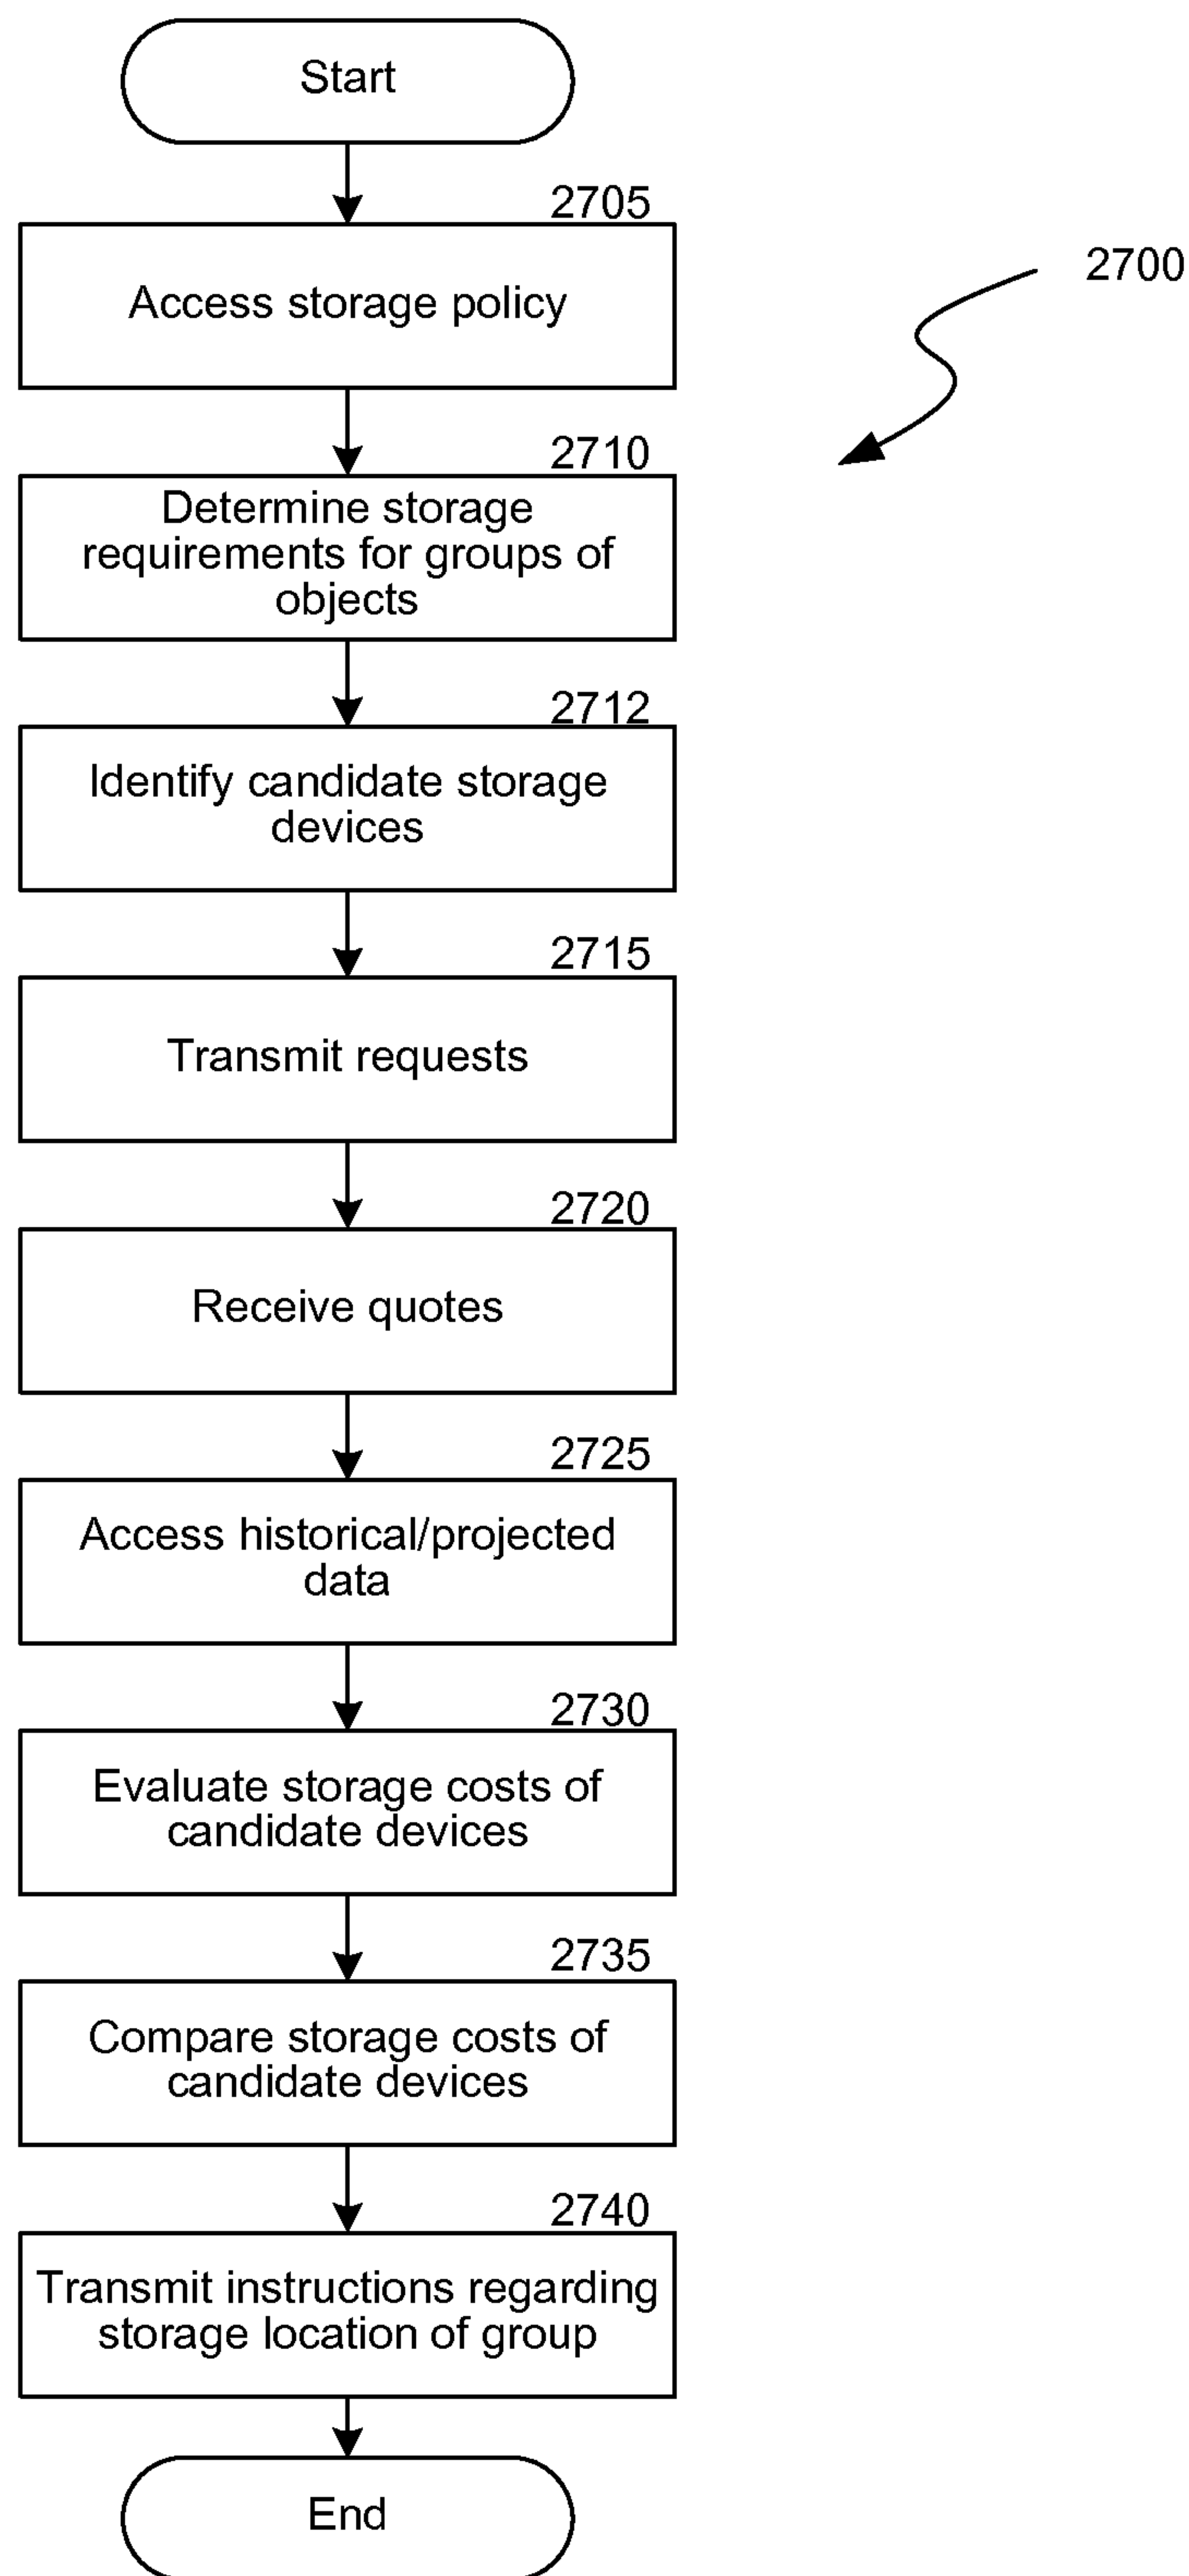 Start
2705
Access storage policy
2700
2710
Determine storage
requirements for groups of
objects
2712
Identify candidate storage
devices
2715
Transmit requests
2720
Receive quotes
2725
Access historical/projected
data
2730
Evaluate storage costs of
candidate devices
2735
Compare storage costs of
candidate devices
2740
Transmit instructions regarding
storage location of group
End